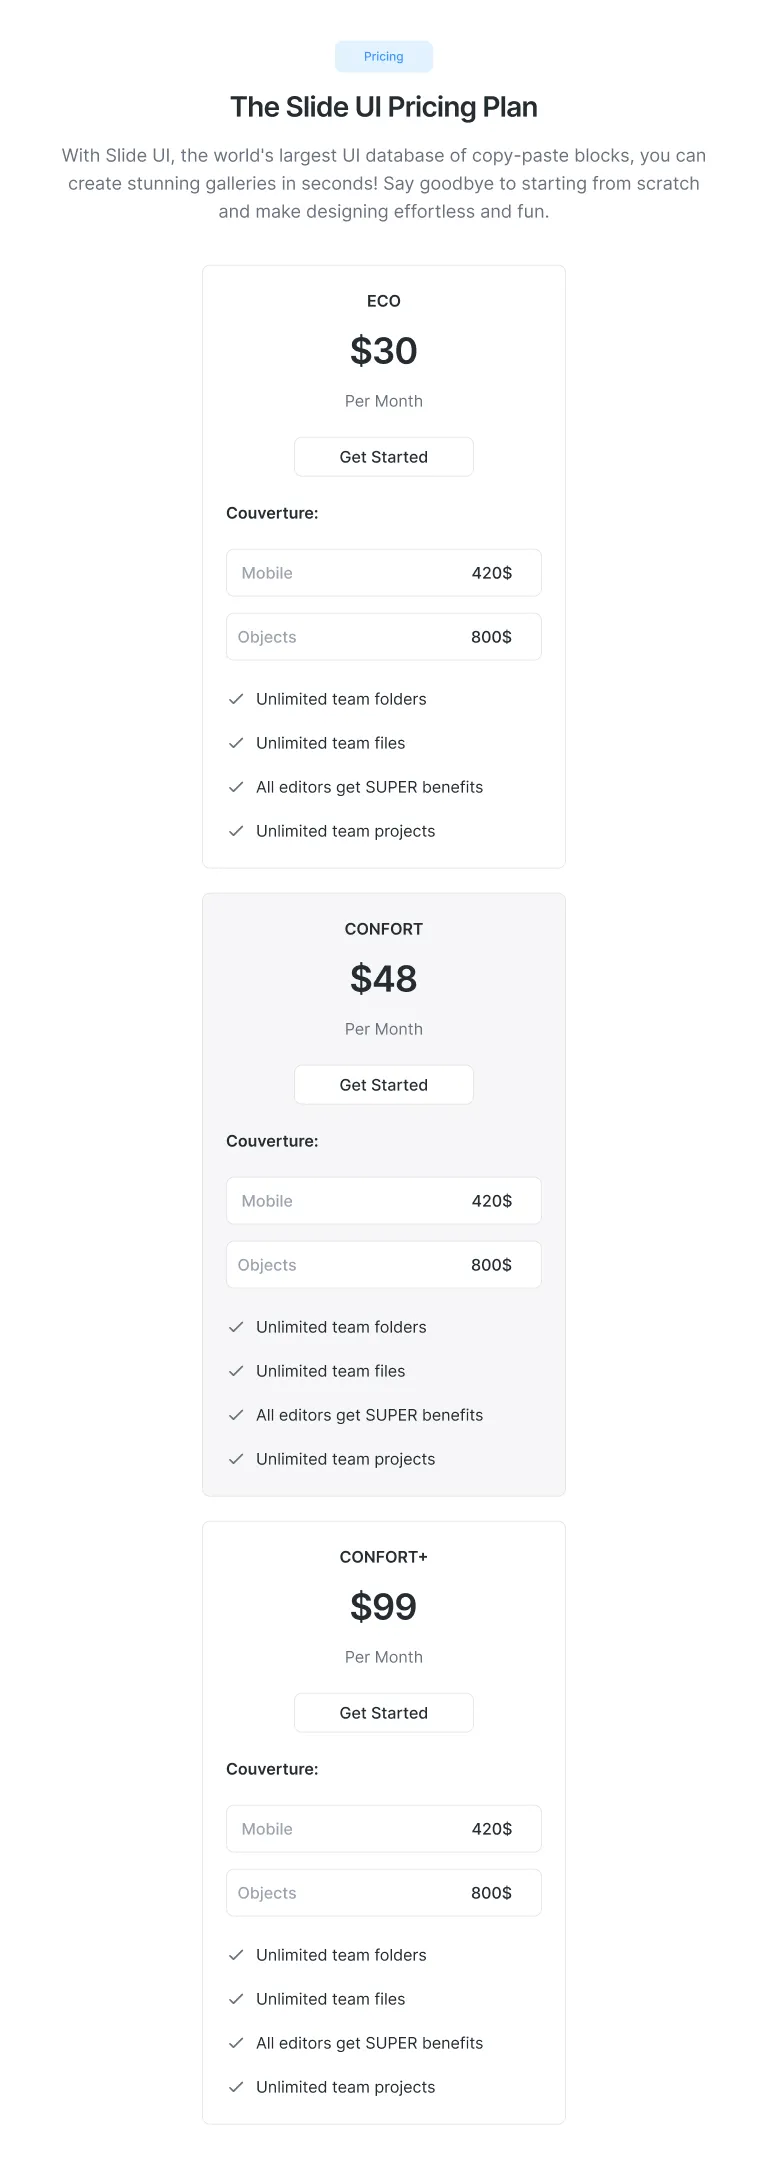 Pricing
The Slide UI Pricing Plan
With Slide UI, the world's largest UI database of copy-paste blocks, you can
create stunning galleries in seconds! Say goodbye to starting from scratch
and make designing effortless and fun.
ECO
$30
Per Month
Get Started
Couverture:
Mobile 420$
Objects 800$
Unlimited team folders
Unlimited team files
All editors get SUPER benefits
Unlimited team projects
CONFORT
$48
Per Month
Get Started
Couverture:
Mobile 420$
Objects 800$
Unlimited team folders
Unlimited team files
All editors get SUPER benefits
Unlimited team projects
CONFORT+
$99
Per Month
Get Started
Couverture:
Mobile 420$
Objects 800$
Unlimited team folders
Unlimited team files
All editors get SUPER benefits
Unlimited team projects